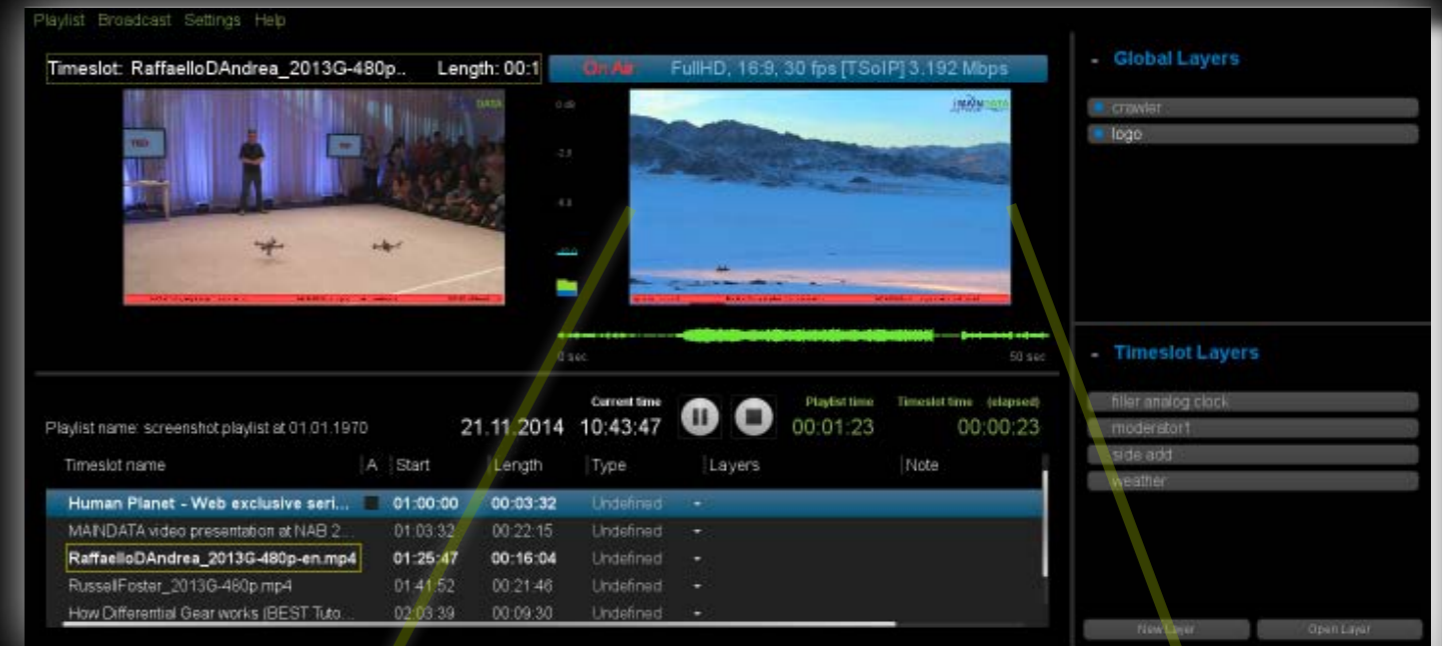 Playlist Broadcast Settings Help
Timeslot: RaffaelloDAndrea_2013G-480p.. Length: 00:1
On Air FullHD, 16:9, 30 fps [TSoIP] 3.192 Mbps
DATA
TED
MAINDATA
0 dB
-2.9
0 sec 50 sec
Global Layers
crawler
logo
Timeslot Layers
filler analog clock
moderator1
side add
weather
New Layer Open Layer
Playlist name: screenshot playlist at 01.01.1970
21.11.2014
Current time
10:43:47
Playlist time
00:01:23
Timeslot time (elapsed)
00:00:23
Timeslot name A Start Length Type Layers Note
Human Planet - Web exclusive seri... 01:00:00 00:03:32 Undefined -
MAINDATA video presentation at NAB 2... 01:03:32 00:22:15 Undefined -
RaffaelloDAndrea_2013G-480p-en.mp4 01:25:47 00:16:04 Undefined -
RussellFoster_2013G-480p.mp4 01:41:52 00:21:46 Undefined -
How Differential Gear works (BEST Tuto... 02:03:39 00:09:30 Undefined -